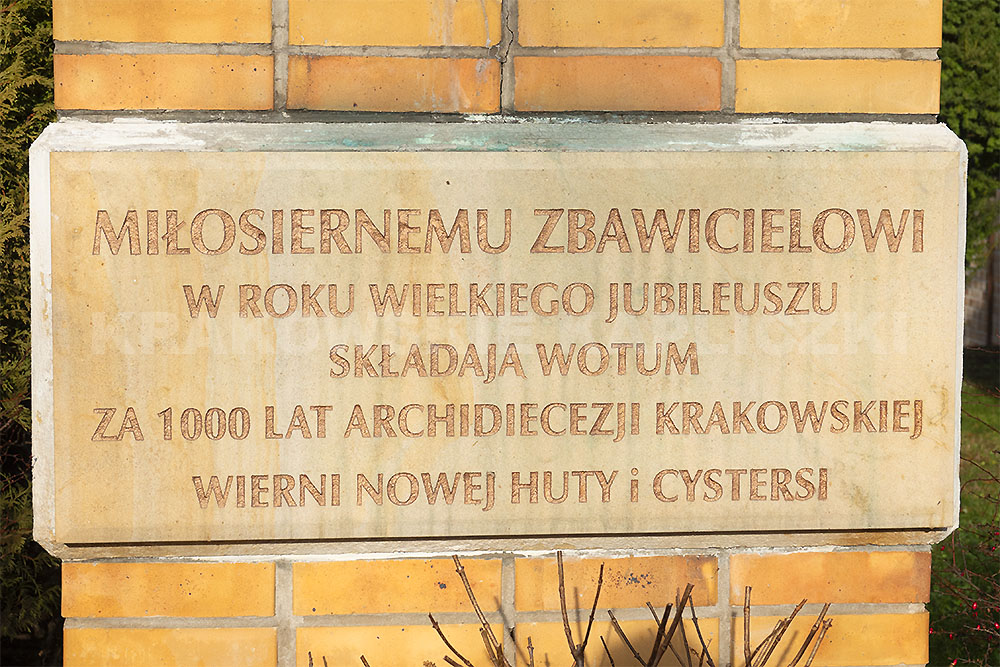 MIŁOSIERNEMU ZBAWICIELOWI
W ROKU WIELKIEGO JUBILEUSZU
SKŁADAJA WOTUM
ZA 1000 LAT ARCHIDIECEZJI KRAKOWSKIEJ
WIERNI NOWEJ HUTY i CYSTERSI